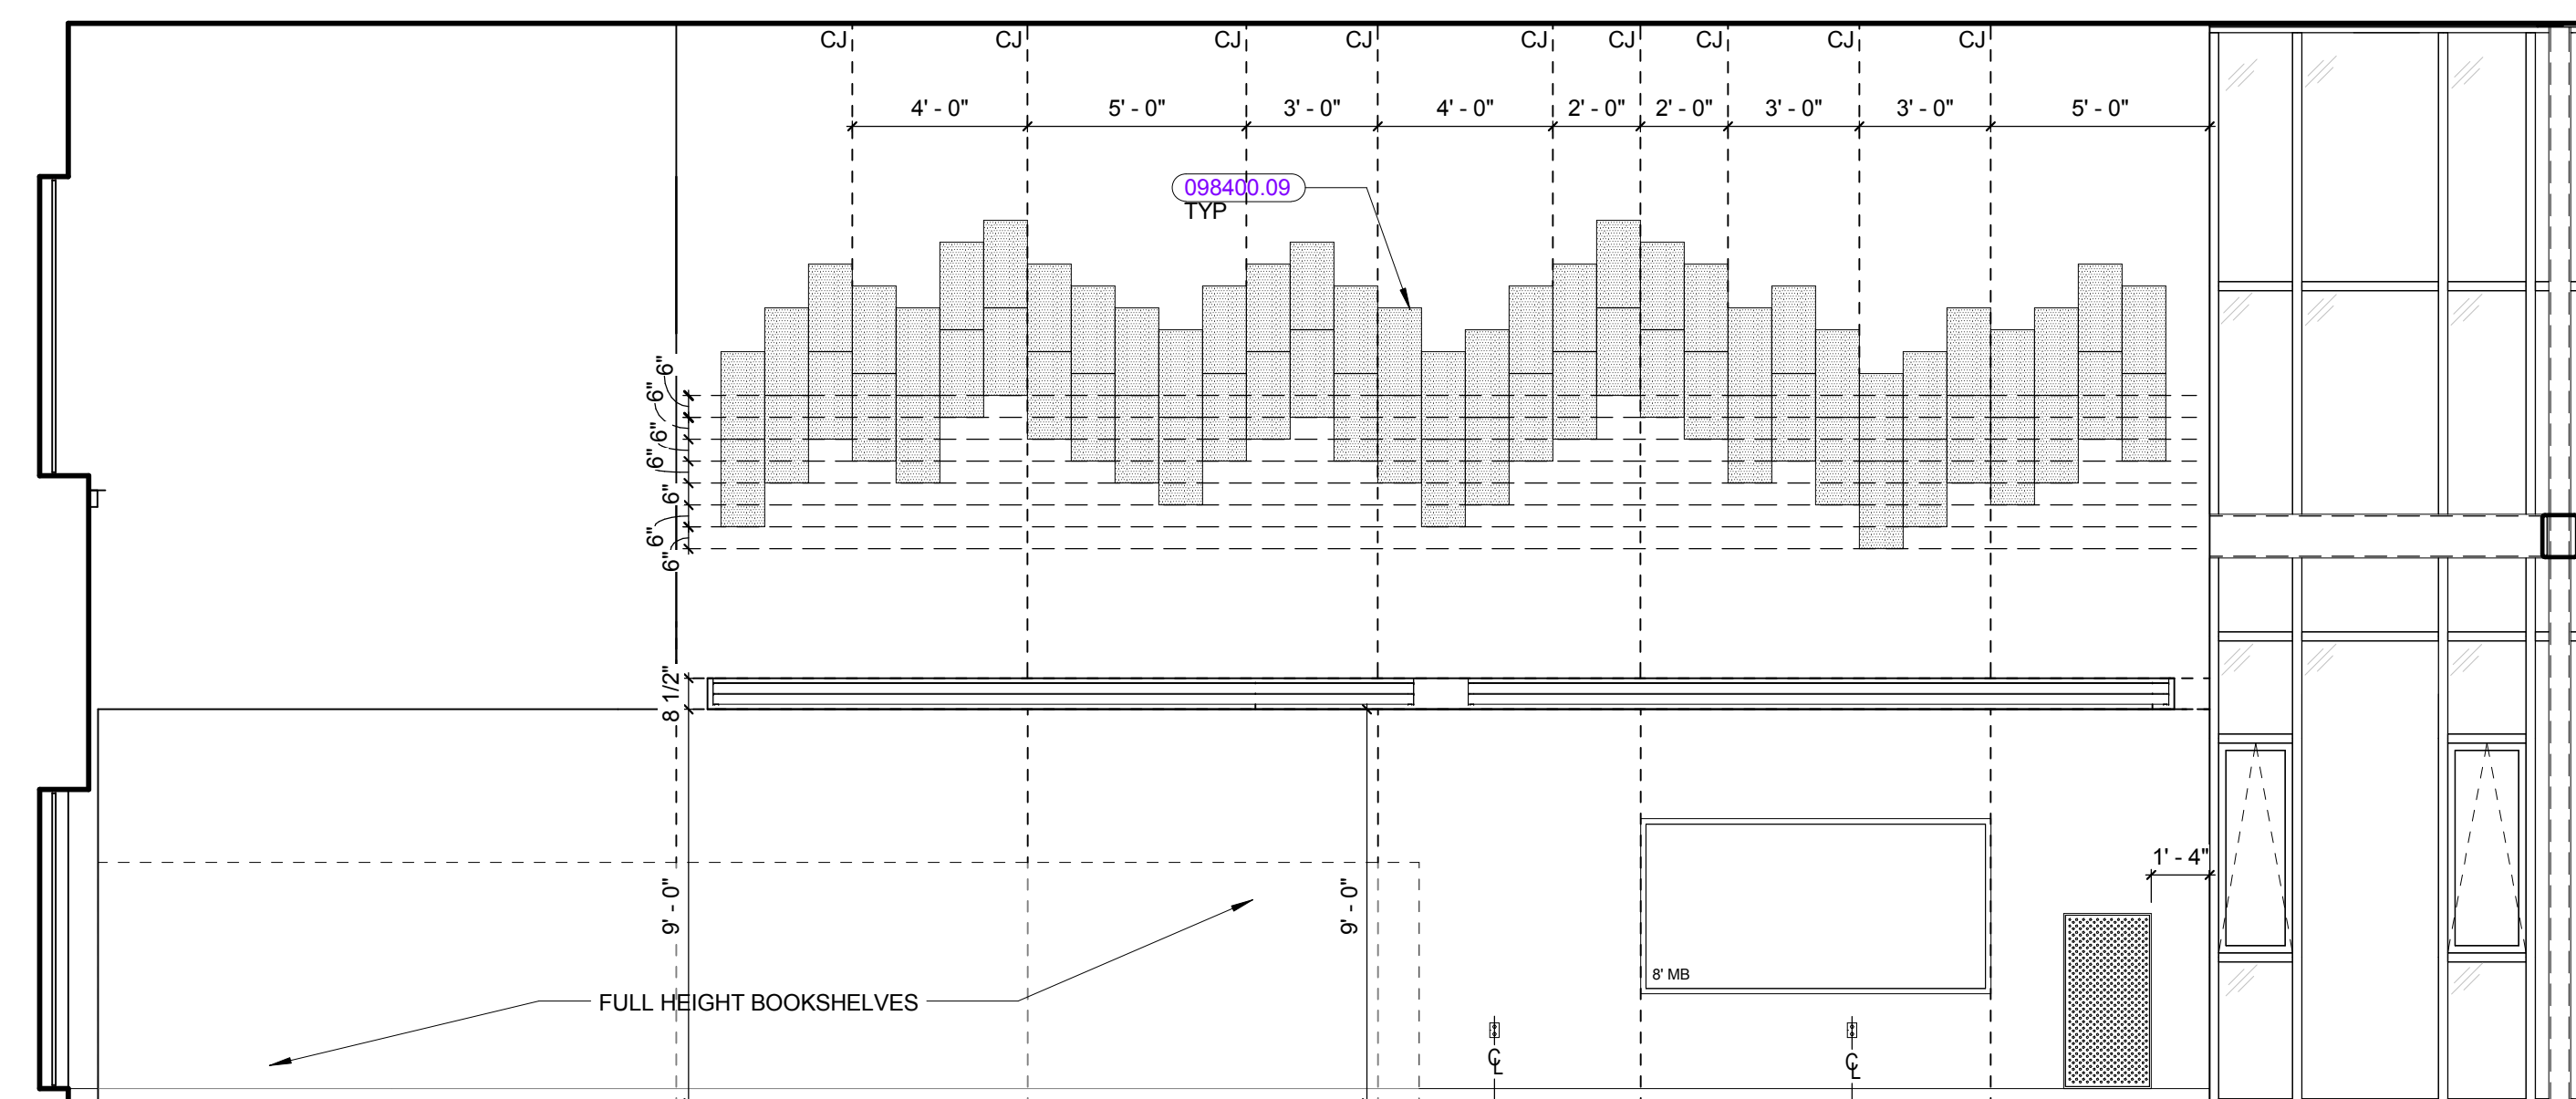 CJ CJ CJ CJ CJ CJ CJ CJ CJ
4' - 0" 5' - 0" 3' - 0" 4' - 0" 2' - 0" 2' - 0" 3' - 0" 3' - 0" 5' - 0"
098400.09
TYP
6"
6"
6"
6"
6"
6"
6"
8 1/2"
9' - 0"
9' - 0"
1' - 4"
8' MB
FULL HEIGHT BOOKSHELVES
CL
CL